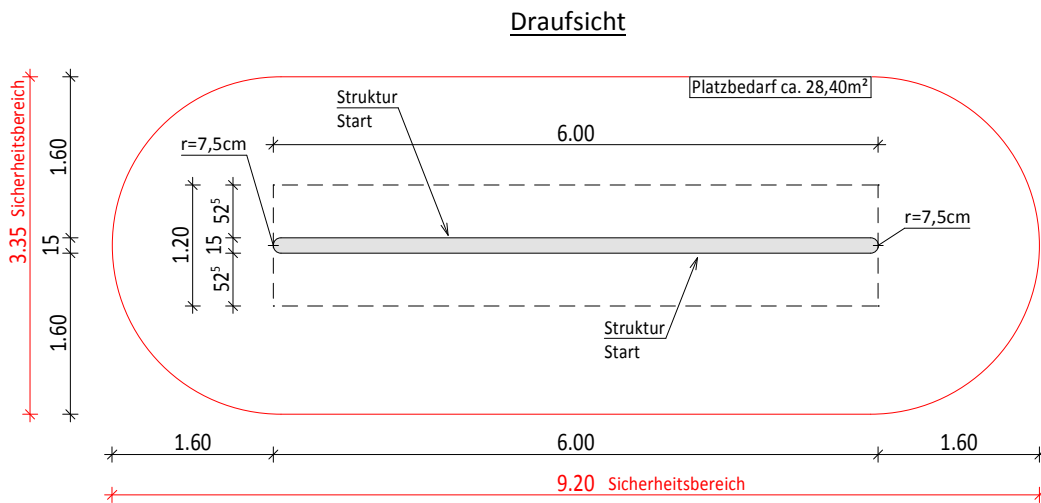 Draufsicht
Platzbedarf ca. 28,40m²
Struktur
Start
6.00
r=7,5cm
3.35 Sicherheitsbereich
1.60
15
1.60
1.20
52⁵
15
52⁵
r=7,5cm
Struktur
Start
1.60
6.00
1.60
9.20 Sicherheitsbereich